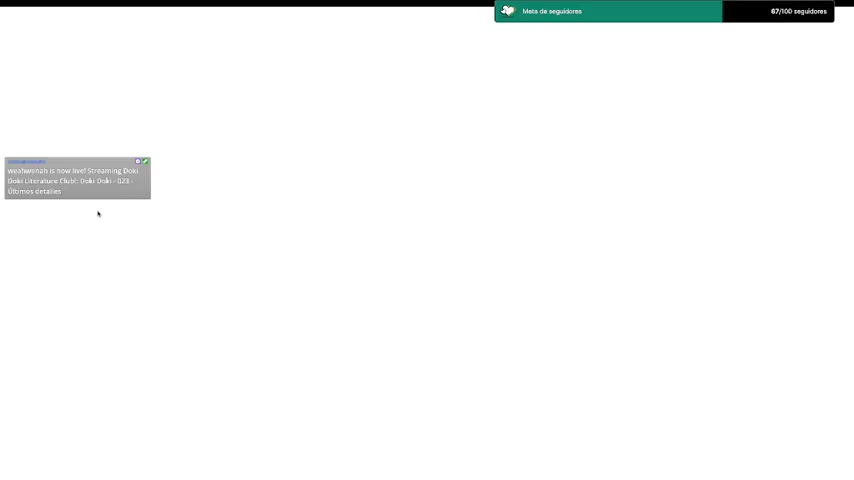 Meta de seguidores
67/100 seguidores
weahwenah is now live! Streaming Doki
Doki Literature Club!: Doki Doki - 023 -
Últimos detalles